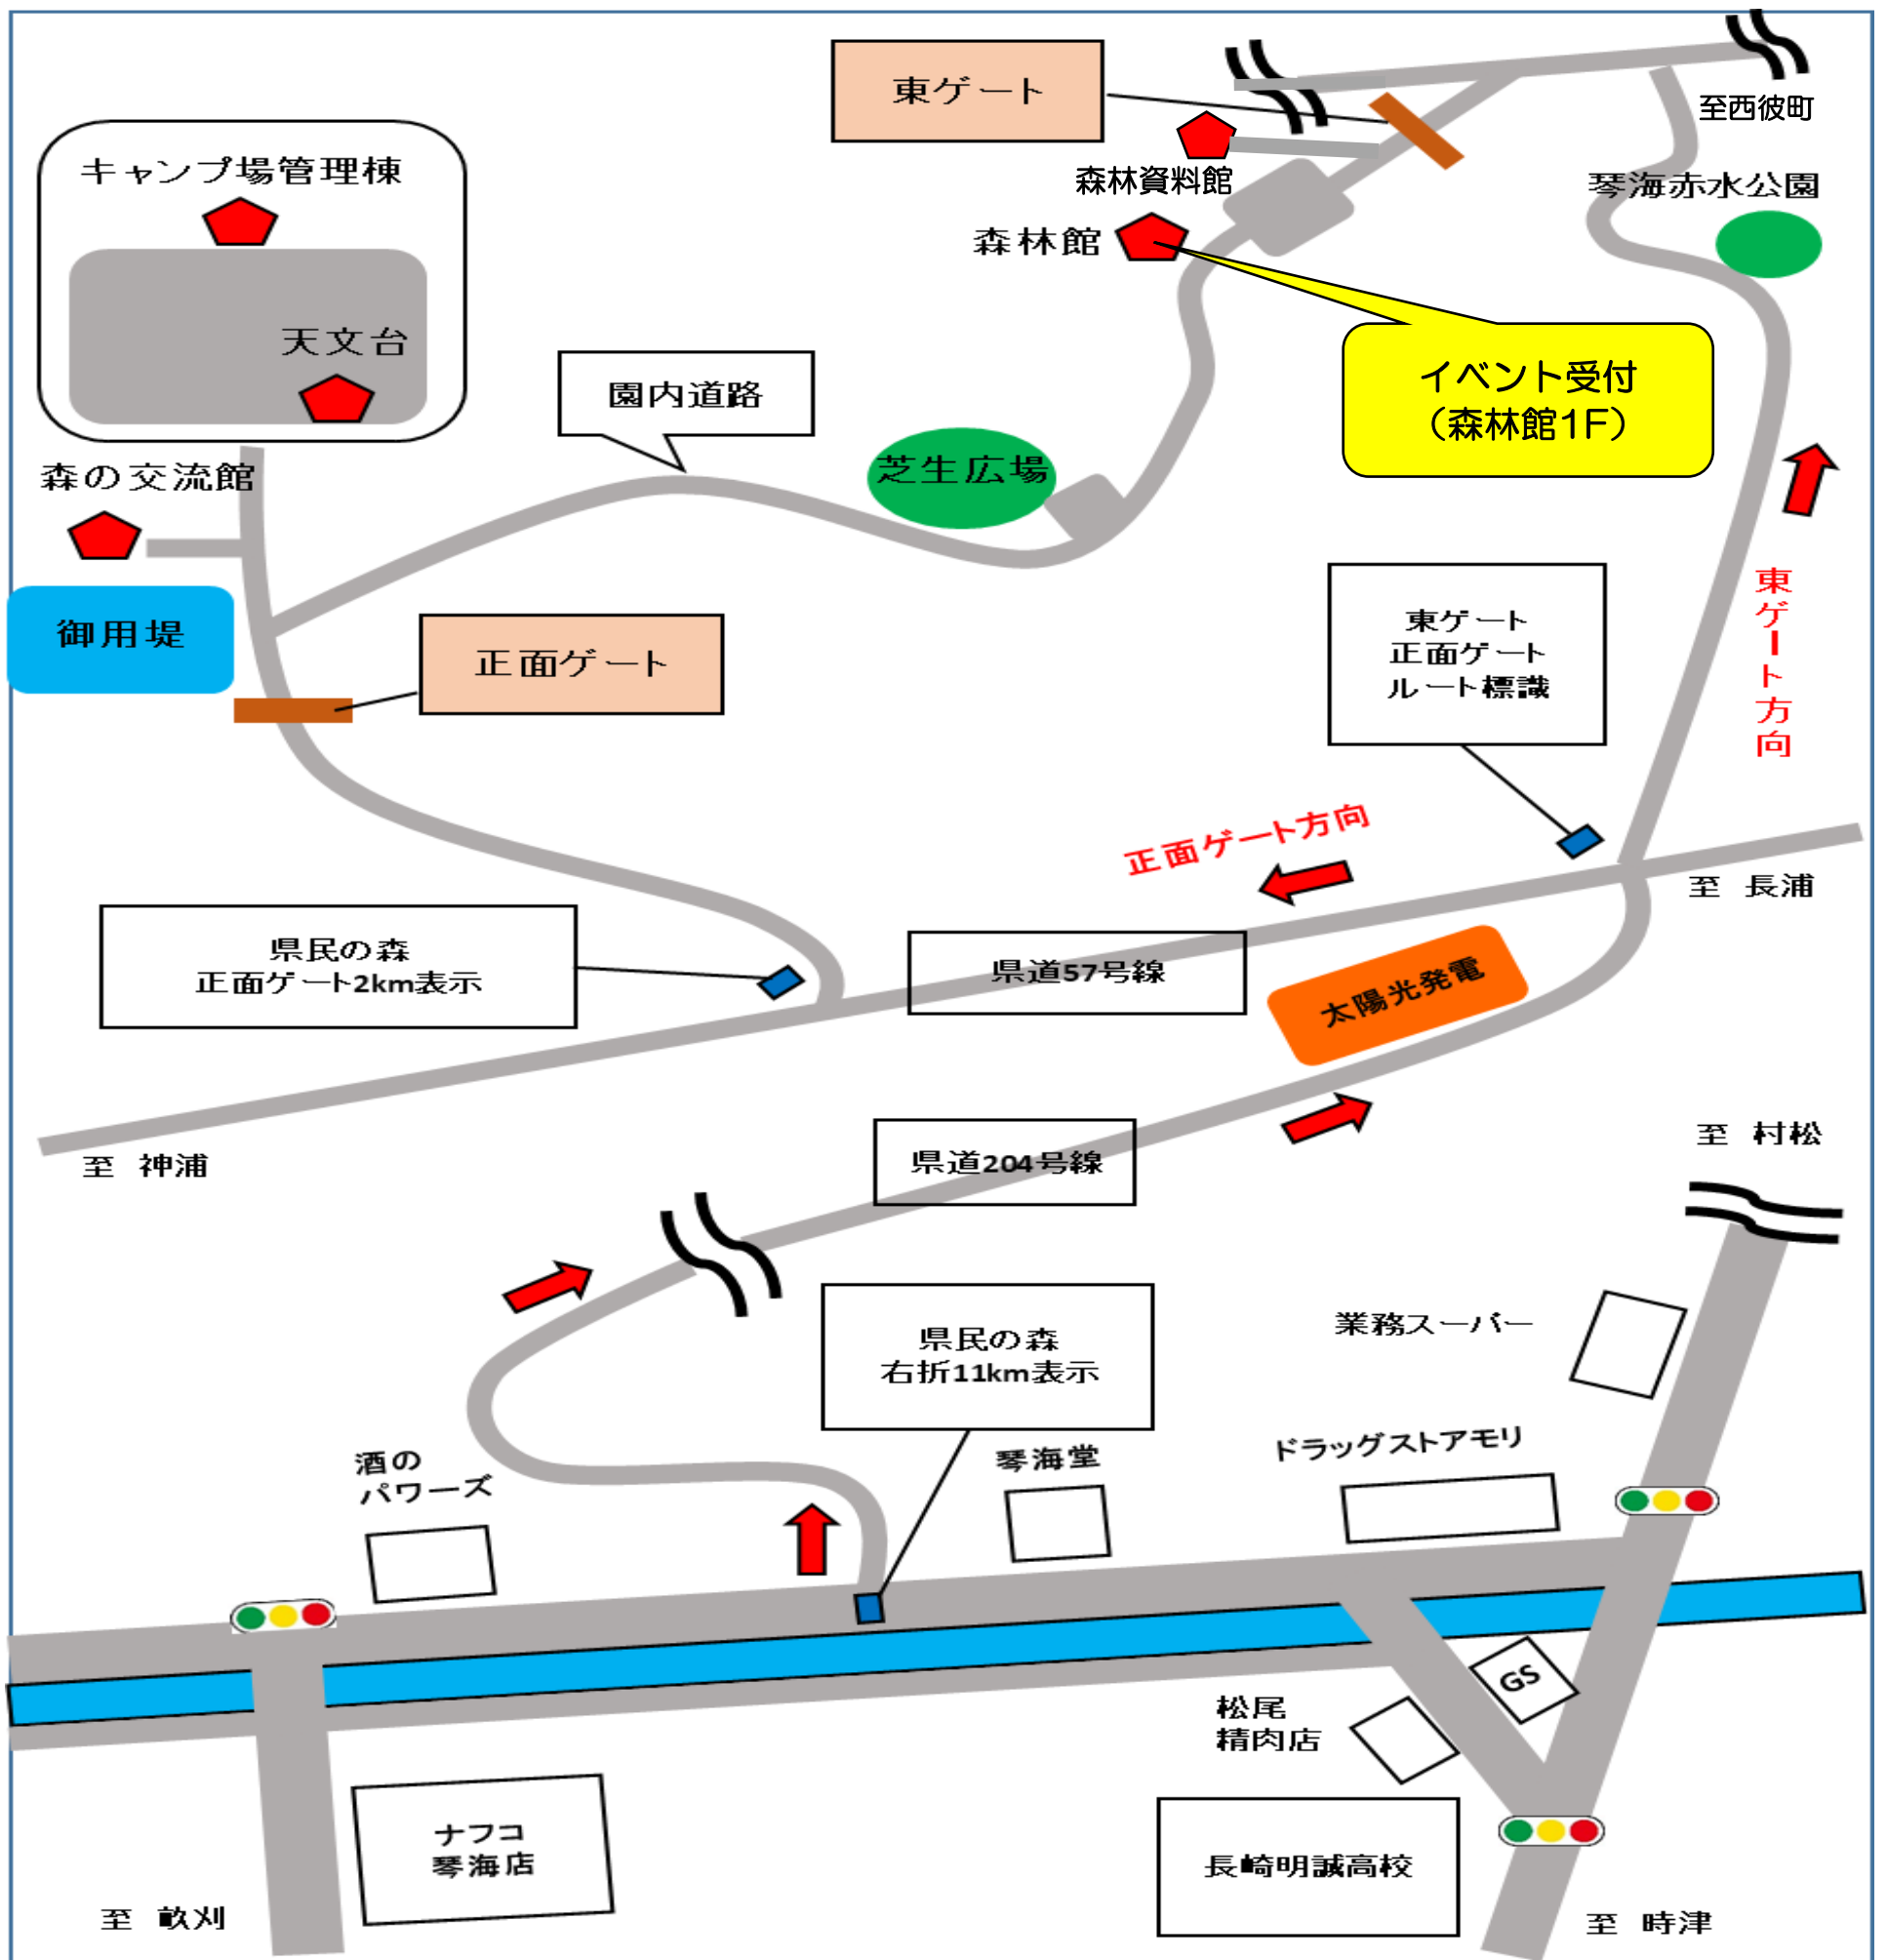 東ゲート
至西彼町
キャンプ場管理棟
森林資料館
琴海赤水公園
森林館
天文台
イベント受付
（森林館1F）
園内道路
芝生広場
森の交流館
御用堤
正面ゲート
東ゲート
正面ゲート
ルート標識
東ゲート方向
正面ゲート方向
至 長浦
県民の森
正面ゲート2km表示
県道57号線
太陽光発電
至 神浦
県道204号線
至 村松
県民の森
右折11km表示
業務スーパー
酒の
パワーズ
琴海堂
ドラッグストアモリ
GS
松尾
精肉店
ナフコ
琴海店
長崎明誠高校
至 畝刈
至 時津